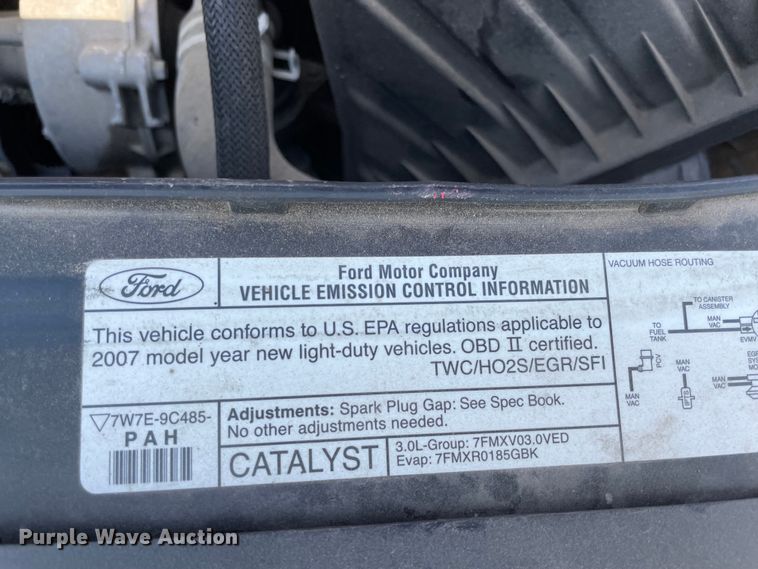 Ford
Ford Motor Company
VEHICLE EMISSION CONTROL INFORMATION
This vehicle conforms to U.S. EPA regulations applicable to
2007 model year new light-duty vehicles. OBD II certified.
TWC/HO2S/EGR/SFI
▽7W7E-9C485-
PAH
Adjustments: Spark Plug Gap: See Spec Book.
No other adjustments needed.
CATALYST
3.0L-Group: 7FMXV03.0VED
Evap: 7FMXR0185GBK
VACUUM HOSE ROUTING
TO CANISTER
ASSEMBLY
MAN
VAC
TO
FUEL
TANK
EVMV
PCV
MAN
VAC
MAN
VAC
MAN
VAC
EGR
Purple Wave Auction